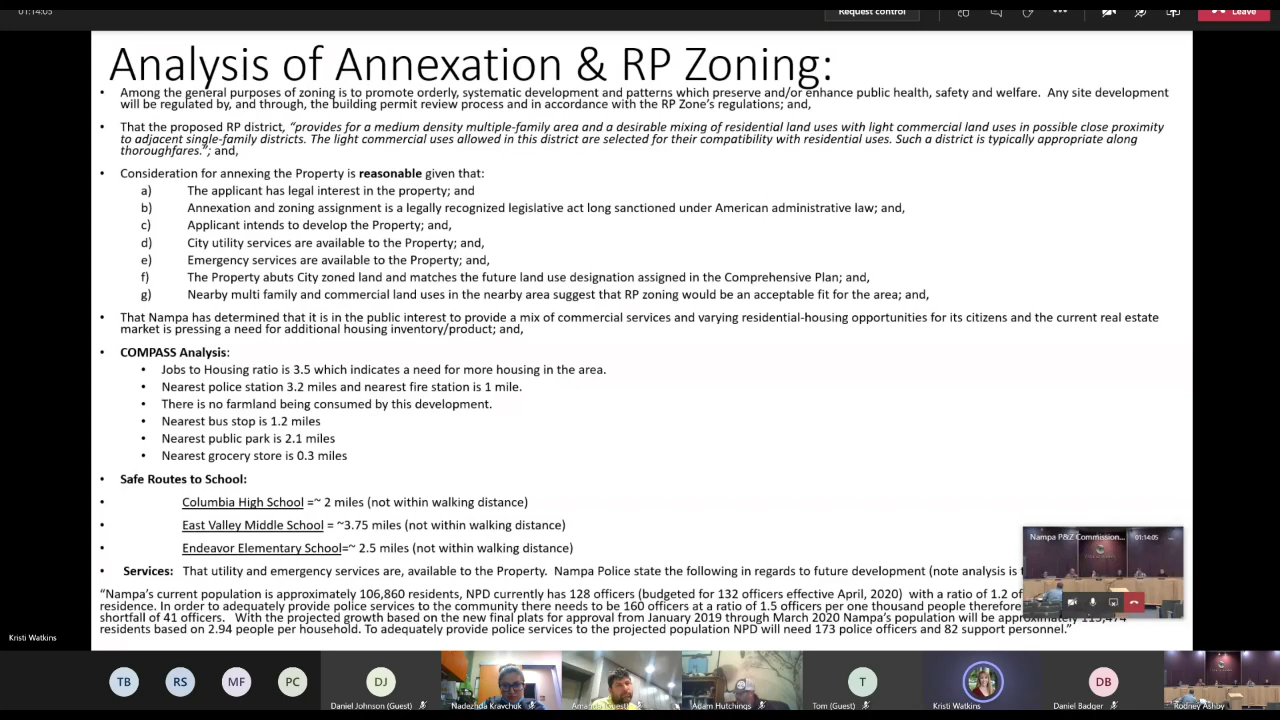 01:14:05
Request control
Leave
Analysis of Annexation & RP Zoning:
• Among the general purposes of zoning is to promote orderly, systematic development and patterns which preserve and/or enhance public health, safety and welfare. Any site development
will be regulated by, and through, the building permit review process and in accordance with the RP Zone's regulations; and,
• That the proposed RP district, "provides for a medium density multiple-family area and a desirable mixing of residential land uses with light commercial land uses in possible close proximity
to adjacent single-family districts. The light commercial uses allowed in this district are selected for their compatibility with residential uses. Such a district is typically appropriate along
thoroughfares."; and,
• Consideration for annexing the Property is reasonable given that:
a) The applicant has legal interest in the property; and
b) Annexation and zoning assignment is a legally recognized legislative act long sanctioned under American administrative law; and,
c) Applicant intends to develop the Property; and,
d) City utility services are available to the Property; and,
e) Emergency services are available to the Property; and,
f) The Property abuts City zoned land and matches the future land use designation assigned in the Comprehensive Plan; and,
g) Nearby multi family and commercial land uses in the nearby area suggest that RP zoning would be an acceptable fit for the area; and,
• That Nampa has determined that it is in the public interest to provide a mix of commercial services and varying residential-housing opportunities for its citizens and the current real estate
market is pressing a need for additional housing inventory/product; and,
• COMPASS Analysis:
• Jobs to Housing ratio is 3.5 which indicates a need for more housing in the area.
• Nearest police station 3.2 miles and nearest fire station is 1 mile.
• There is no farmland being consumed by this development.
• Nearest bus stop is 1.2 miles
• Nearest public park is 2.1 miles
• Nearest grocery store is 0.3 miles
• Safe Routes to School:
• Columbia High School =~ 2 miles (not within walking distance)
• East Valley Middle School = ~3.75 miles (not within walking distance)
• Endeavor Elementary School=~ 2.5 miles (not within walking distance)
• Services: That utility and emergency services are, available to the Property. Nampa Police state the following in regards to future development (note analysis is
"Nampa's current population is approximately 106,860 residents, NPD currently has 128 officers (budgeted for 132 officers effective April, 2020) with a ratio of 1.2 of
residence. In order to adequately provide police services to the community there needs to be 160 officers at a ratio of 1.5 officers per one thousand people therefore
shortfall of 41 officers. With the projected growth based on the new final plats for approval from January 2019 through March 2020 Nampa's population will be
residents based on 2.94 people per household. To adequately provide police services to the projected population NPD will need 173 police officers and 82 support personnel."
Nampa P&Z Commission... 01:14:05 ...
Kristi Watkins
TB
RS
MF
PC
DJ
T
DB
Daniel Johnson (Guest)
Nadezhda Kravchuk
Adam Hutchings
Tom (Guest)
Kristi Watkins
Daniel Badger
Rodney Ashby